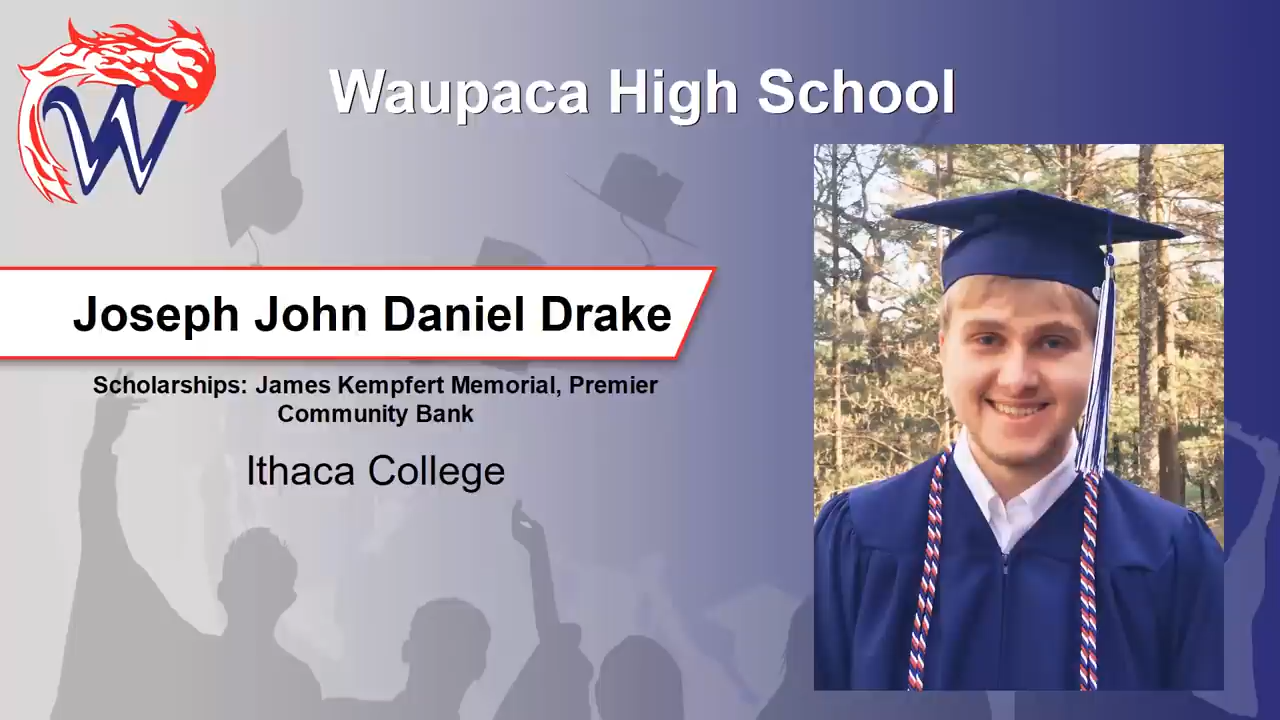 W
Waupaca High School
Joseph John Daniel Drake
Scholarships: James Kempfert Memorial, Premier
Community Bank
Ithaca College